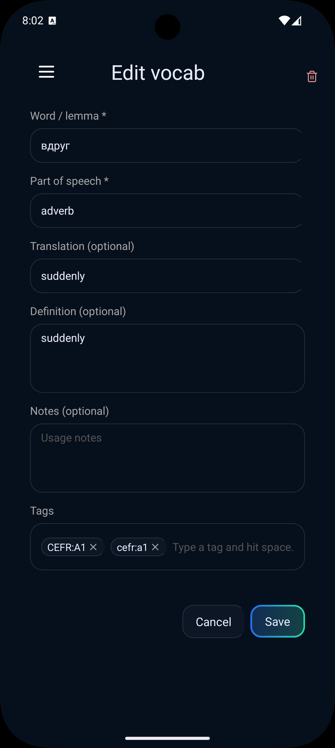 8:02 A
Edit vocab
Word / lemma *
вдруг
Part of speech *
adverb
Translation (optional)
suddenly
Definition (optional)
suddenly
Notes (optional)
Usage notes
Tags
CEFR:A1 × cefr:a1 × Type a tag and hit space.
Cancel Save